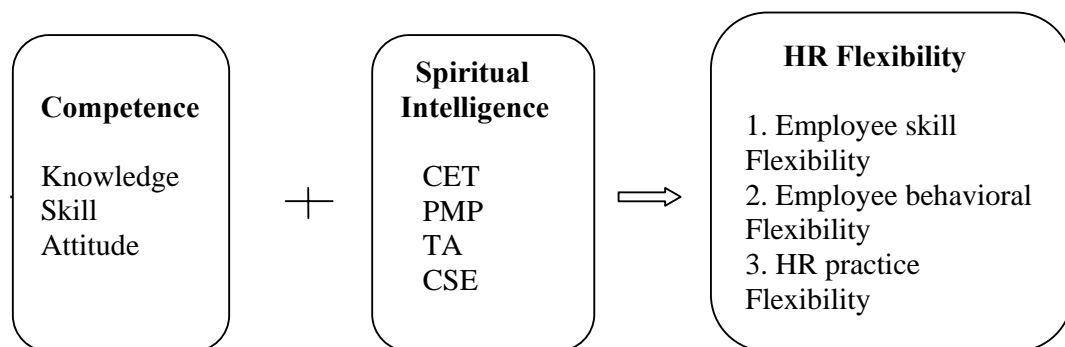 Competence
Knowledge
Skill
Attitude
+
Spiritual
Intelligence
CET
PMP
TA
CSE
HR Flexibility
1. Employee skill
Flexibility
2. Employee behavioral
Flexibility
3. HR practice
Flexibility